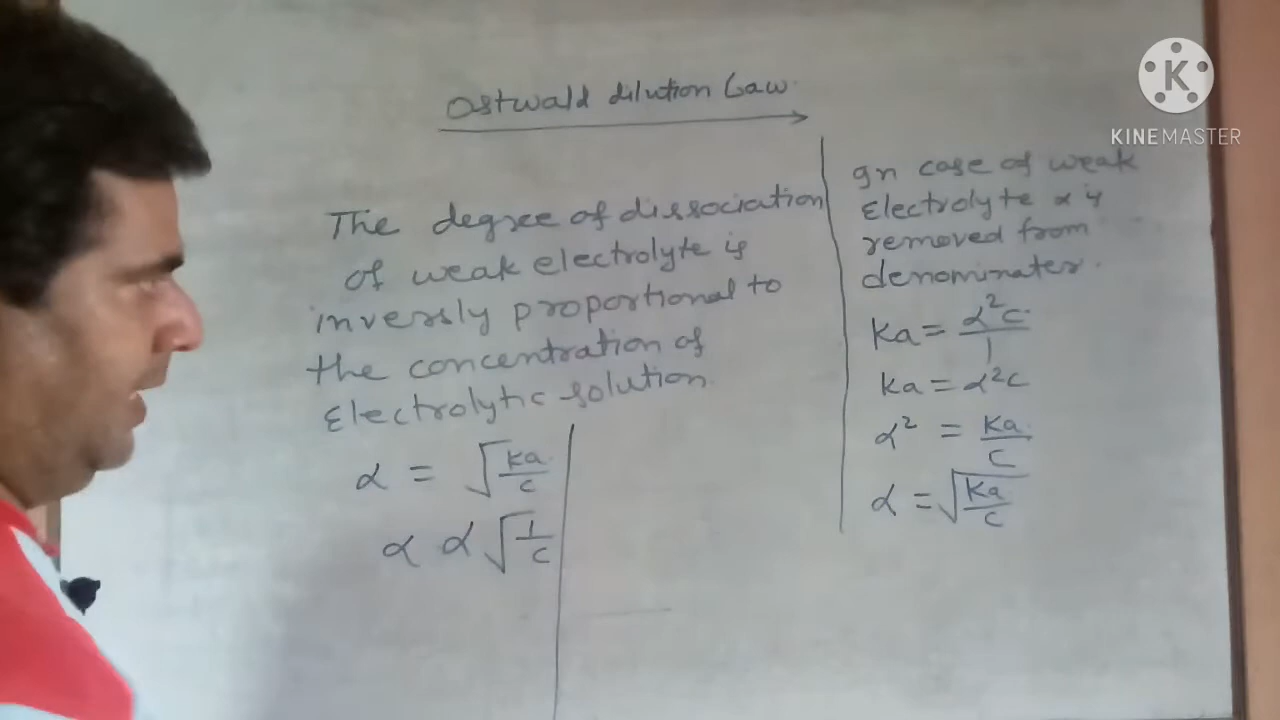 Ostwald dilution Law.
The degree of dissociation
of weak electrolyte is
inversly proportional to
the concentration of
Electrolytic solution.
α = √(ka/c)
α ∝ √(1/c)
In case of weak
Electrolyte α is
removed from
denominater.
ka = α²c/1
ka = α²c
α² = ka/c
α = √(Ka/c)
K
KINEMASTER